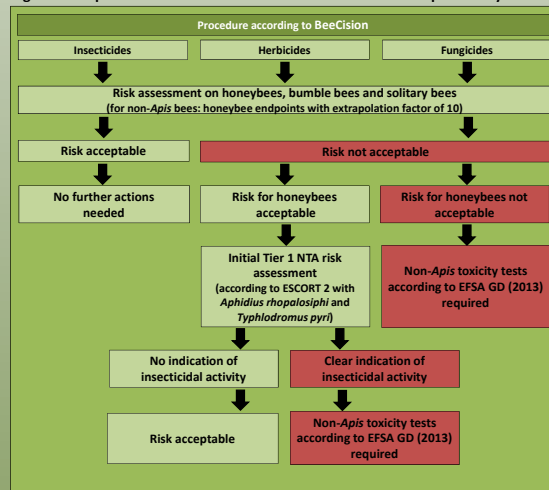 Procedure according to BeeCision
Insecticides
Herbicides
Fungicides
Risk assessment on honeybees, bumble bees and solitary bees
(for non-Apis bees: honeybee endpoints with extrapolation factor of 10)
Risk acceptable
Risk not acceptable
No further actions
needed
Risk for honeybees
acceptable
Risk for honeybees not
acceptable
Initial Tier 1 NTA risk
assessment
(according to ESCORT 2 with
Aphidius rhopalosiphi and
Typhlodromus pyri)
Non-Apis toxicity tests
according to EFSA GD (2013)
required
No indication of
insecticidal activity
Clear indication of
insecticidal activity
Risk acceptable
Non-Apis toxicity tests
according to EFSA GD (2013)
required